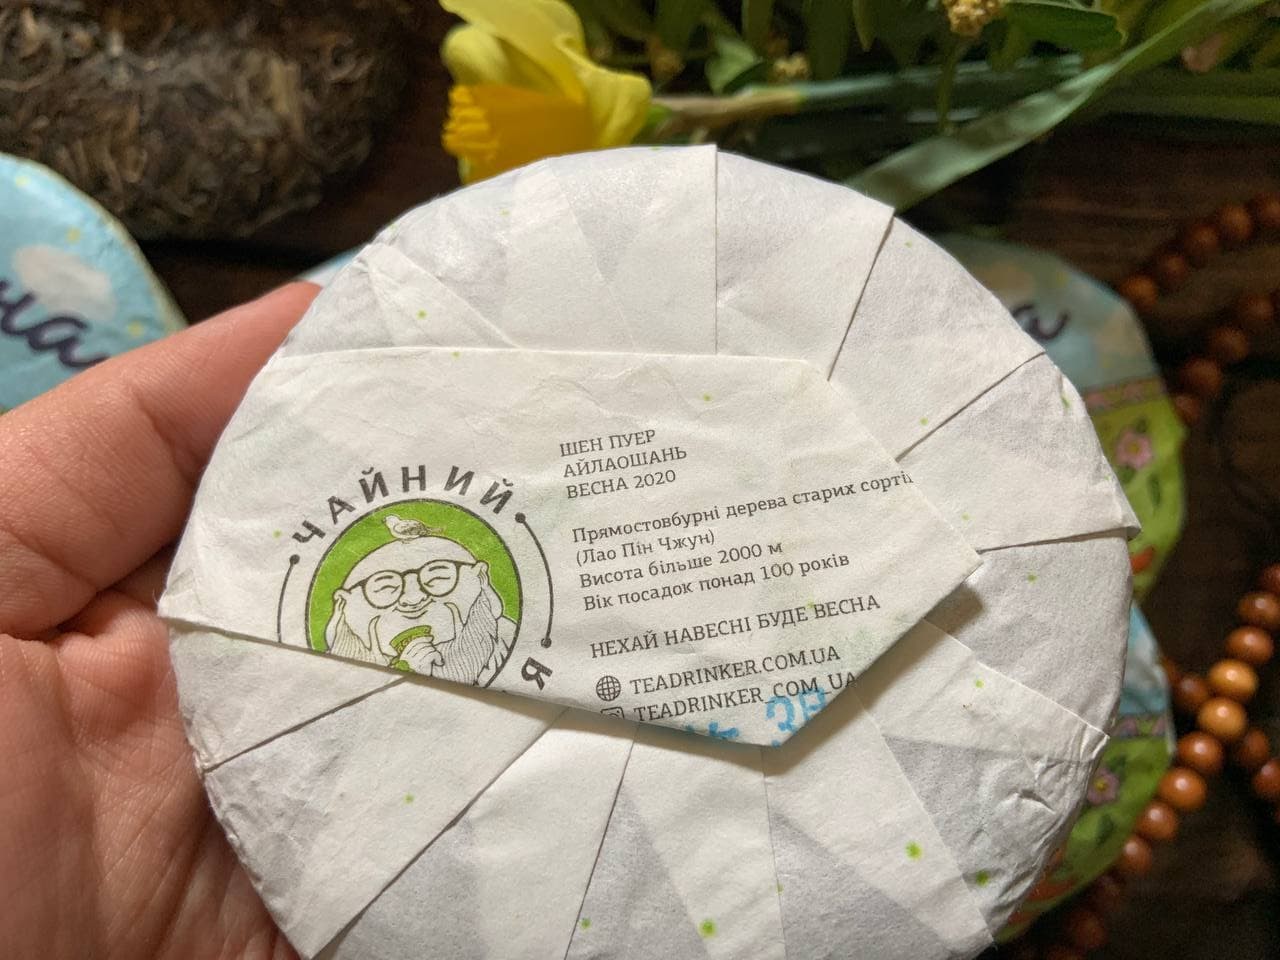 ЧАЙНИЙ
ШЕН ПУЕР
АЙЛАОШАНЬ
ВЕСНА 2020
Прямостовбурні дерева старих сорті
(Лао Пін Чжун)
Висота більше 2000 м
Вік посадок понад 100 років
НЕХАЙ НАВЕСНІ БУДЕ ВЕСНА
TEADRINKER.COM.UA
TEADRINKER_COM_UA
на
а